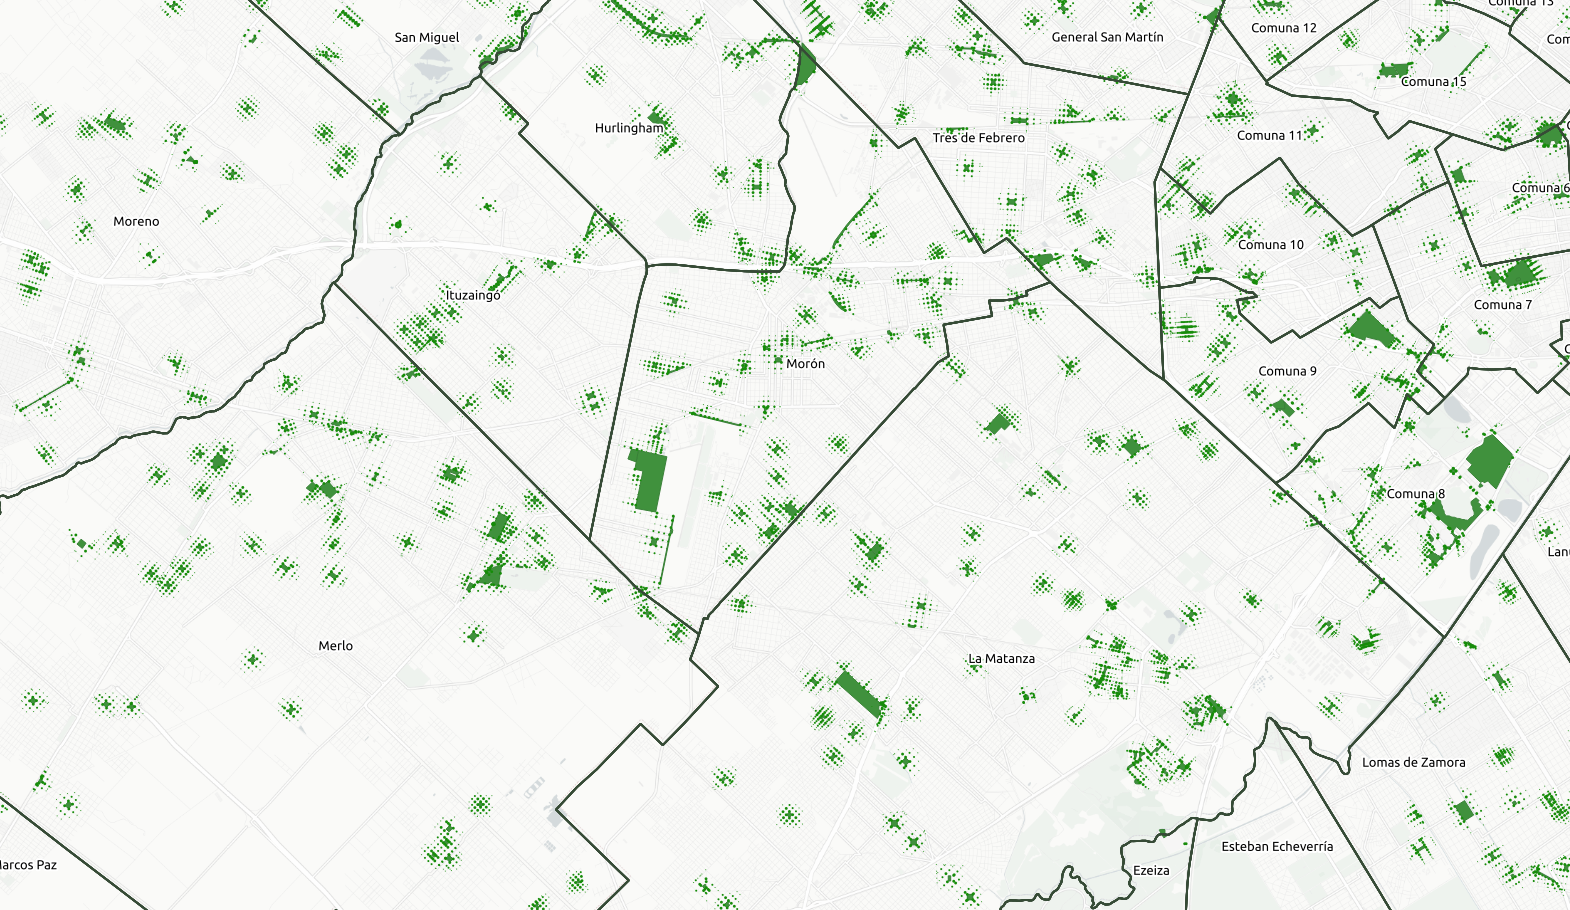 Comuna 13
Comuna 12
San Miguel
General San Martín
Com
Comuna 15
Hurlingham
Tres de Febrero
Comuna 11
Comuna 6
Moreno
Comuna 10
Ituzaingó
Comuna 7
Morón
Comuna 9
Comuna 8
Lanú
Merlo
La Matanza
Lomas de Zamora
Esteban Echeverría
arcos Paz
Ezeiza